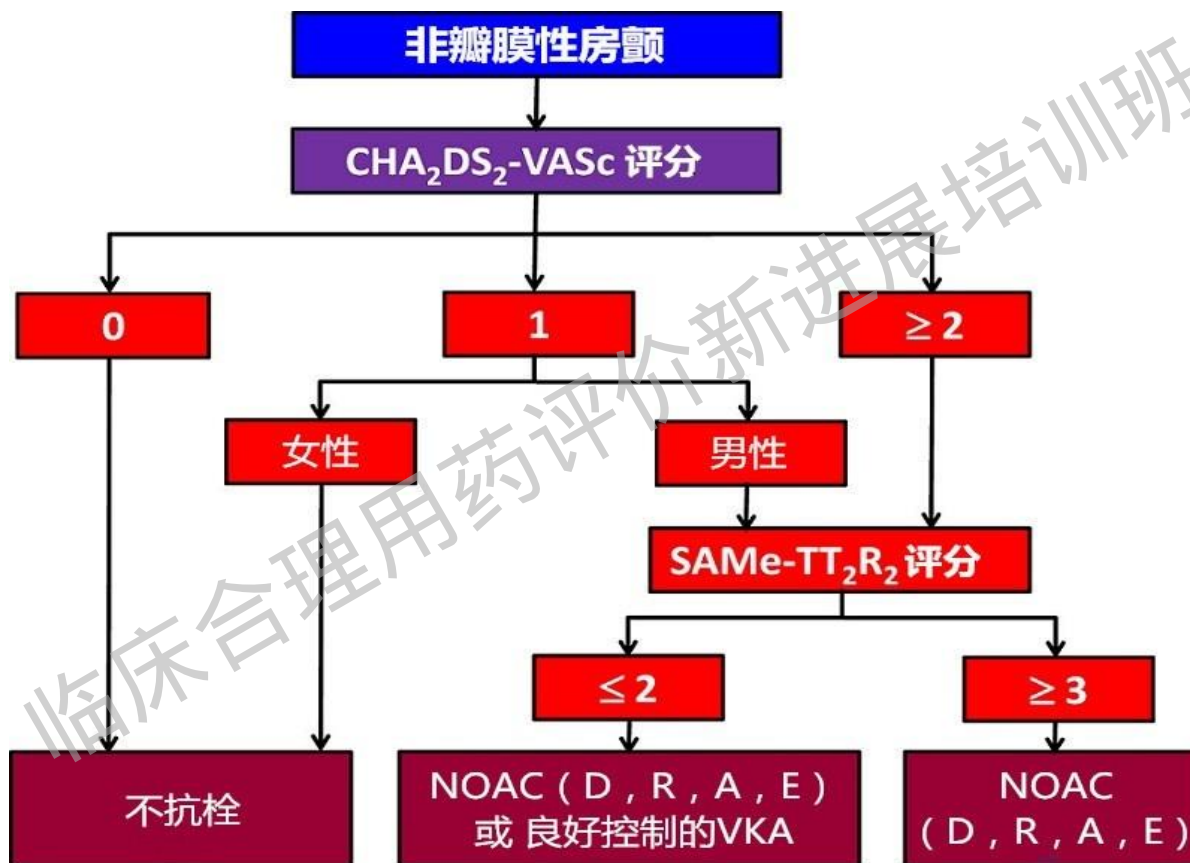 非瓣膜性房颤
CHA₂DS₂-VASc 评分
0
1
≥ 2
女性
男性
SAMe-TT₂R₂ 评分
≤ 2
≥ 3
不抗栓
NOAC ( D , R , A , E )
或 良好控制的VKA
NOAC
( D , R , A , E )
临床合理用药评价新进展培训班